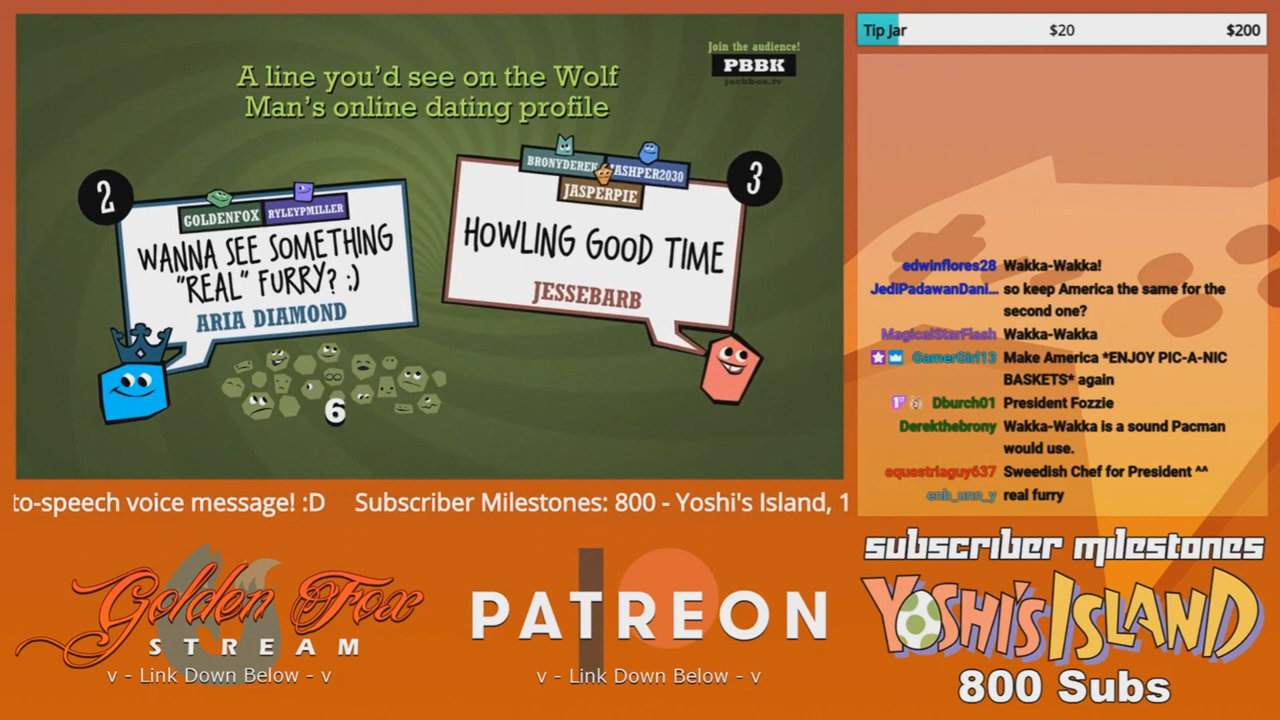 Join the audience!
PBBK
jackbox.tv
A line you'd see on the Wolf
Man's online dating profile
2
GOLDENFOX
RYLEYPMILLER
WANNA SEE SOMETHING
"REAL" FURRY? :)
ARIA DIAMOND
6
3
BRONYDEREK
JASHPER2030
JASPERPIE
HOWLING GOOD TIME
JESSEBARB
Tip Jar $20 $200
edwinflores28 Wakka-Wakka!
JediPadawanDani... so keep America the same for the
second one?
MagicalStarFlash Wakka-Wakka
GamerGirl13 Make America *ENJOY PIC-A-NIC
BASKETS* again
Dburch01 President Fozzie
Derekthebrony Wakka-Wakka is a sound Pacman
would use.
equestriaguy637 Sweedish Chef for President ^^
enb_unn_y real furry
to-speech voice message! :D Subscriber Milestones: 800 - Yoshi's Island, 1
Golden Fox
STREAM
v - Link Down Below - v
PATREON
v - Link Down Below - v
subscriber milestones
YOSHI'S ISLAND
800 Subs